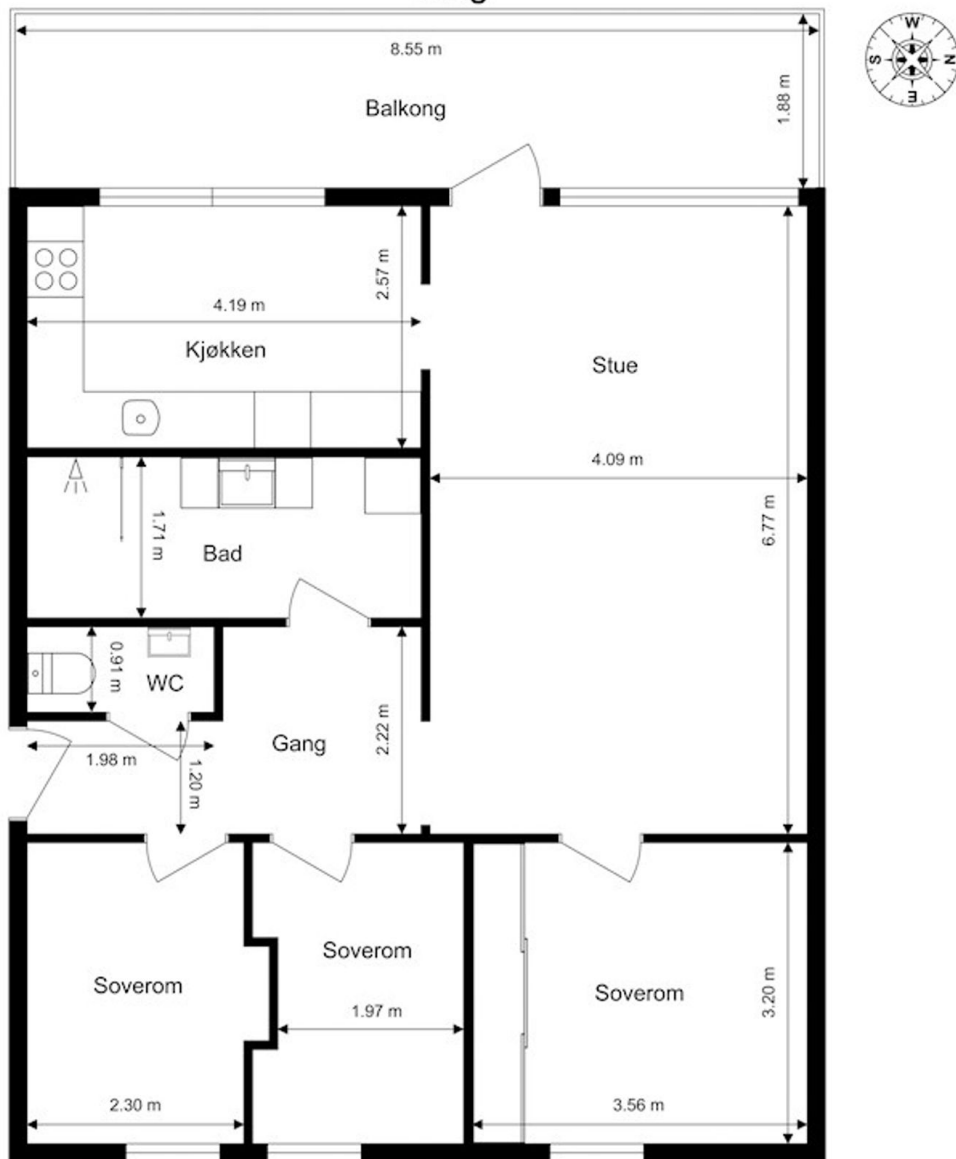 8.55 m
Balkong
1.88 m
W
S
N
E
2.57 m
4.19 m
Kjøkken
Stue
4.09 m
6.77 m
1.71 m
Bad
0.91 m
WC
Gang
2.22 m
1.98 m
1.20 m
Soverom
Soverom
Soverom
1.97 m
3.20 m
2.30 m
3.56 m